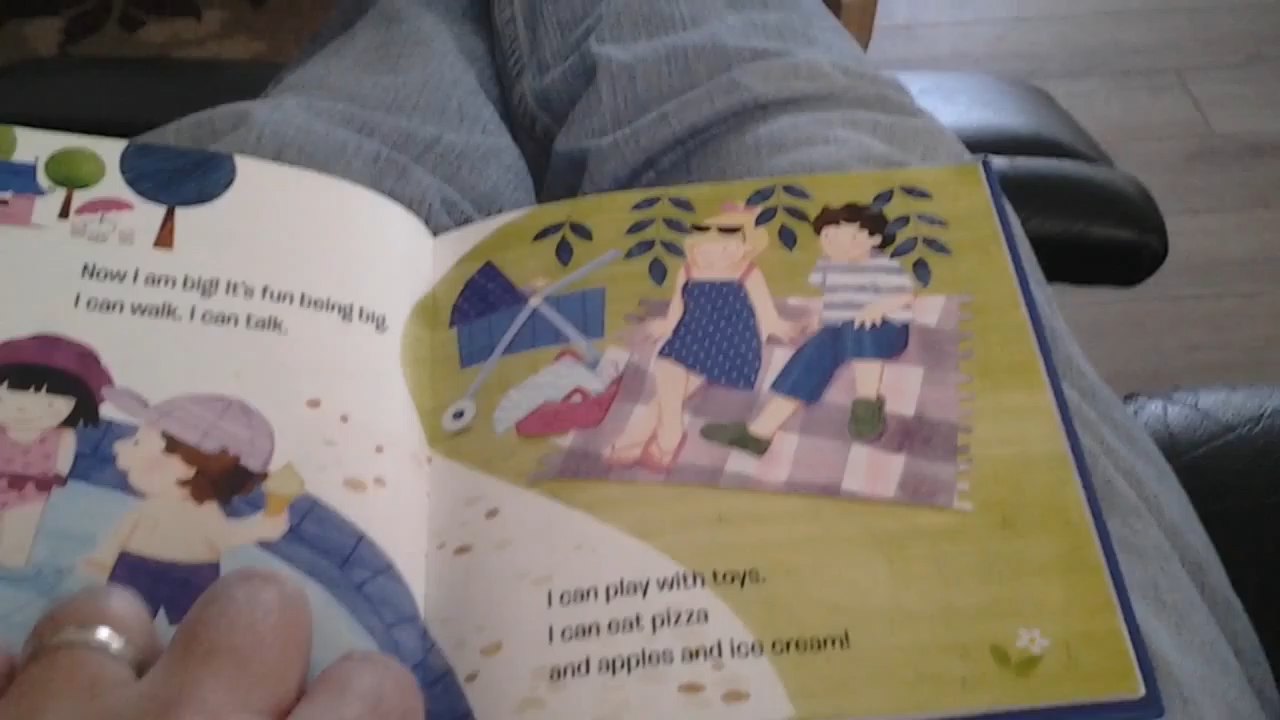 Now I am big! It's fun being big.
I can walk. I can talk.
I can play with toys.
I can eat pizza
and apples and ice cream!